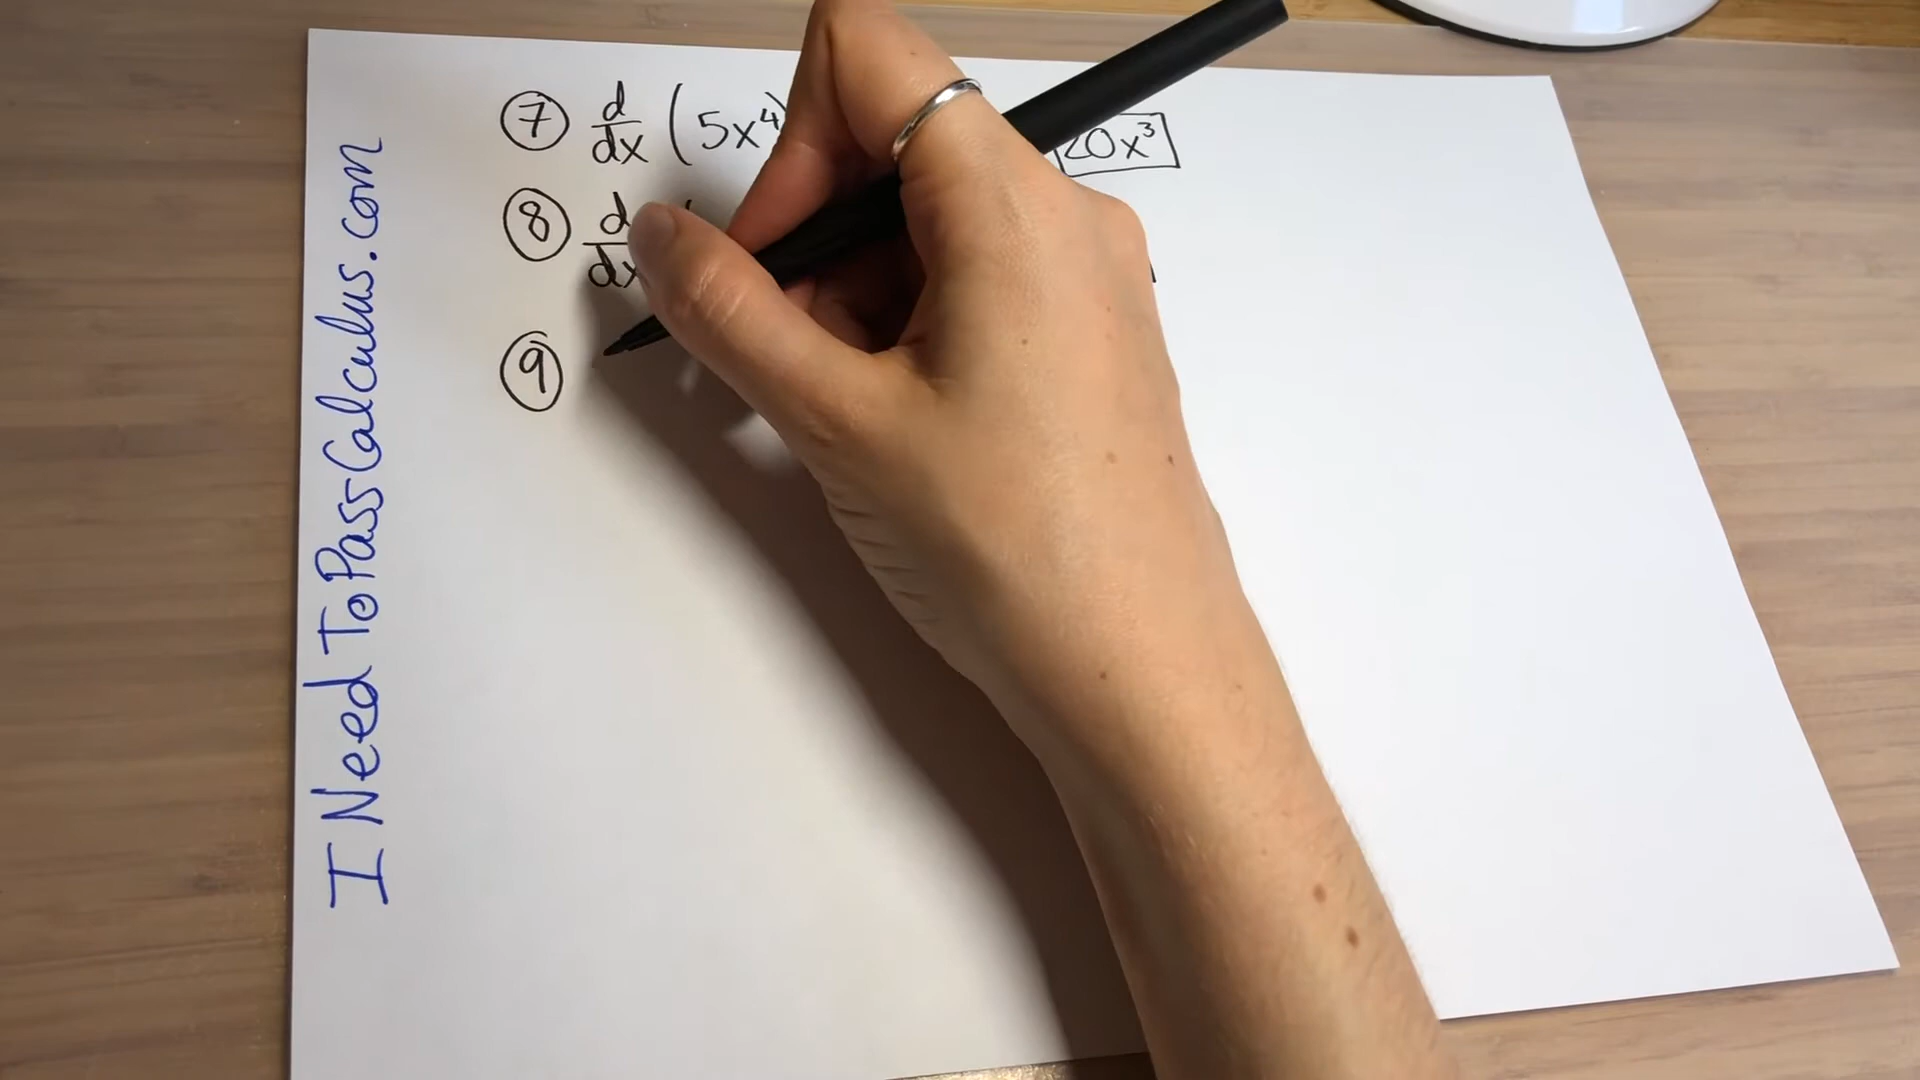 I Need To Pass Calculus.com
⑦ d/dx (5x⁴) 20x³
⑧ d/dx (
⑨